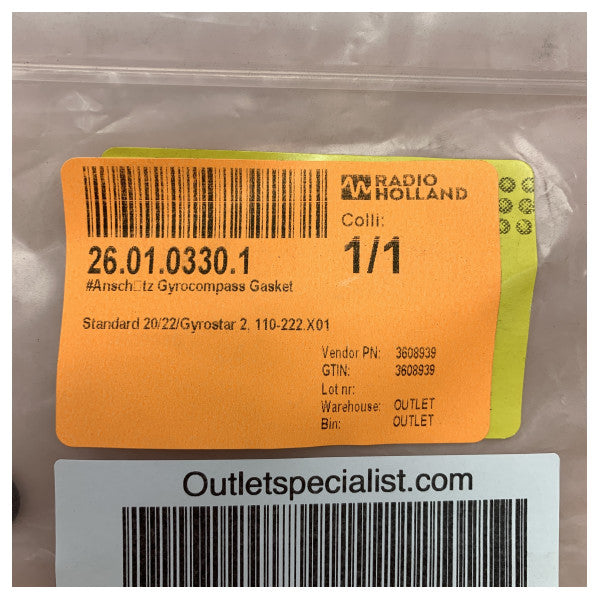 RADIO
HOLLAND
Colli:
26.01.0330.1
1/1
#Ansch□tz Gyrocompass Gasket
Standard 20/22/Gyrostar 2. 110-222.X01
Vendor PN: 3608939
GTIN: 3608939
Lot nr:
Warehouse: OUTLET
Bin: OUTLET
Outletspecialist.com